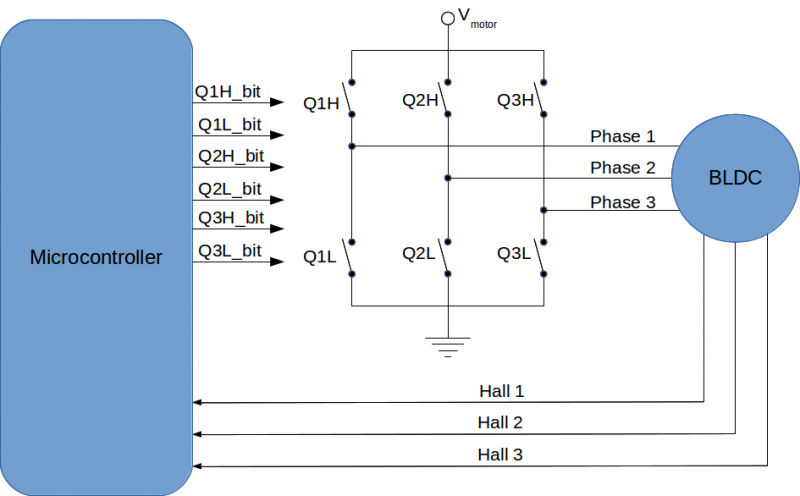 V motor
Q1H_bit
Q1L_bit
Q2H_bit
Q2L_bit
Q3H_bit
Q3L_bit
Microcontroller
Q1H
Q2H
Q3H
Phase 1
Phase 2
Phase 3
BLDC
Q1L
Q2L
Q3L
Hall 1
Hall 2
Hall 3